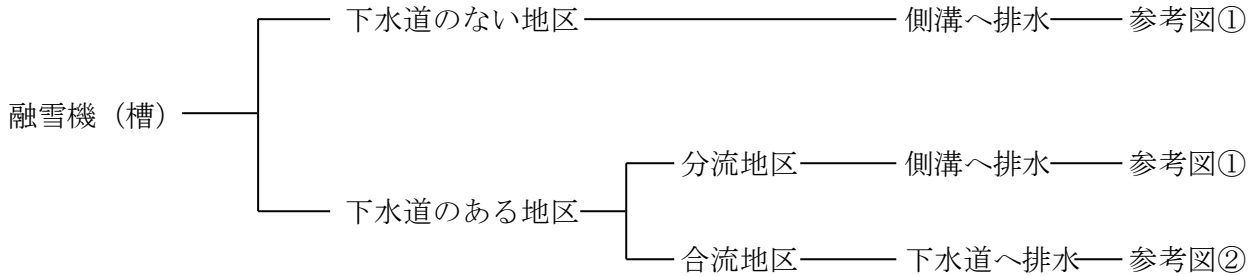 下水道のない地区 側溝へ排水 参考図①
融雪機（槽）
分流地区 側溝へ排水 参考図①
下水道のある地区
合流地区 下水道へ排水 参考図②